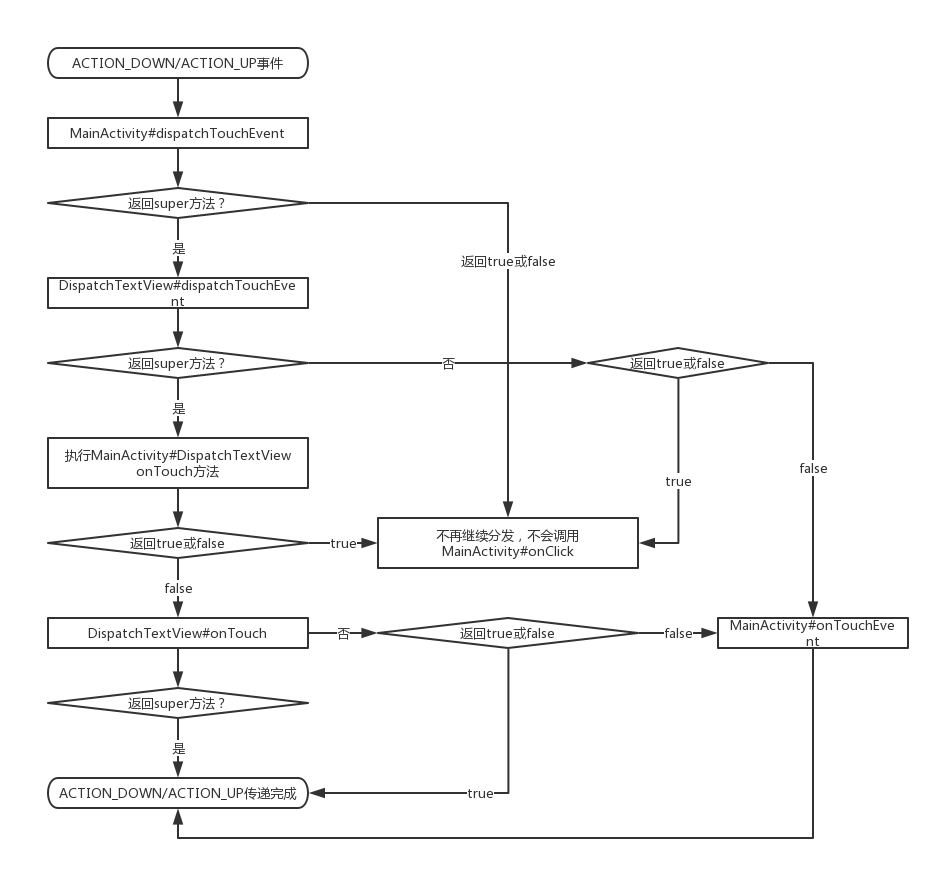 ACTION_DOWN/ACTION_UP事件
MainActivity#dispatchTouchEvent
返回super方法？
是
返回true或false
DispatchTextView#dispatchTouchEve
nt
返回super方法？
否
返回true或false
是
false
true
执行MainActivity#DispatchTextView
onTouch方法
返回true或false
true
不再继续分发，不会调用
MainActivity#onClick
false
DispatchTextView#onTouch
否
返回true或false
false
MainActivity#onTouchEve
nt
返回super方法？
是
ACTION_DOWN/ACTION_UP传递完成
true